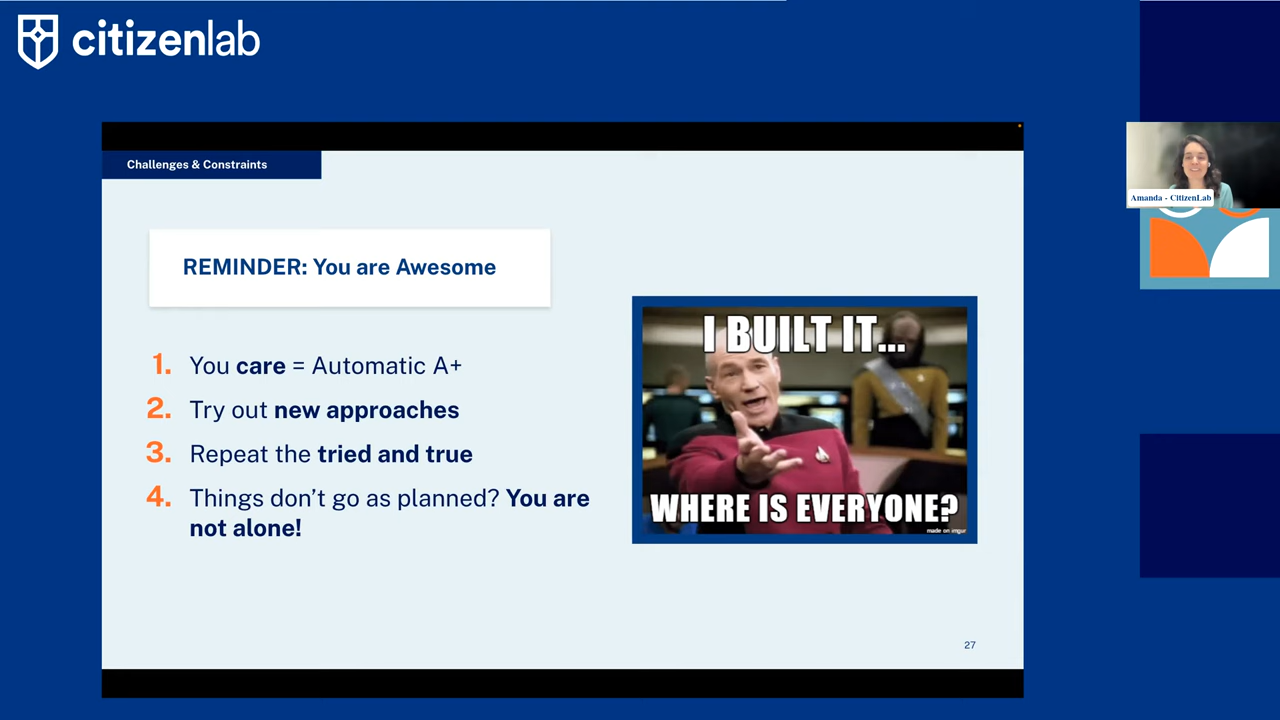 citizenlab
Challenges & Constraints
REMINDER: You are Awesome
1. You care = Automatic A+
2. Try out new approaches
3. Repeat the tried and true
4. Things don’t go as planned? You are
not alone!
I BUILT IT...
WHERE IS EVERYONE?
made on imgur
27
Amanda - CitizenLab